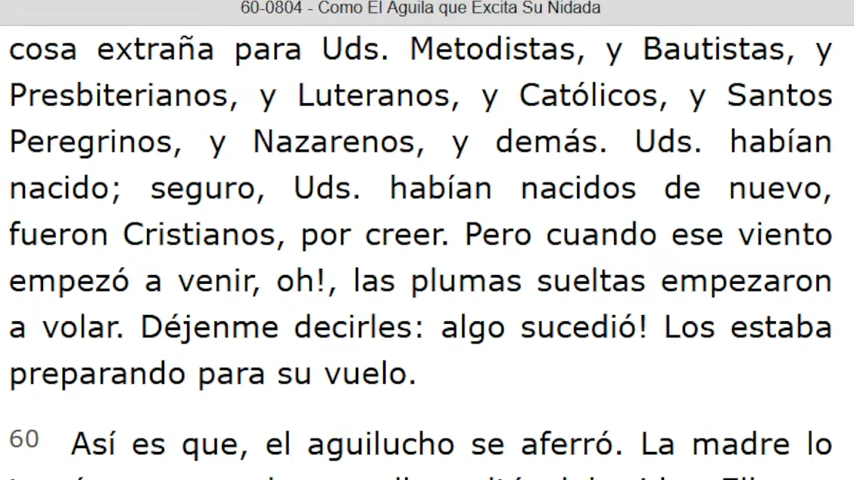 60-0804 - Como El Aguila que Excita Su Nidada
cosa extraña para Uds. Metodistas, y Bautistas, y
Presbiterianos, y Luteranos, y Católicos, y Santos
Peregrinos, y Nazarenos, y demás. Uds. habían
nacido; seguro, Uds. habían nacidos de nuevo,
fueron Cristianos, por creer. Pero cuando ese viento
empezó a venir, oh!, las plumas sueltas empezaron
a volar. Déjenme decirles: algo sucedió! Los estaba
preparando para su vuelo.
60 Así es que, el aguilucho se aferró. La madre lo